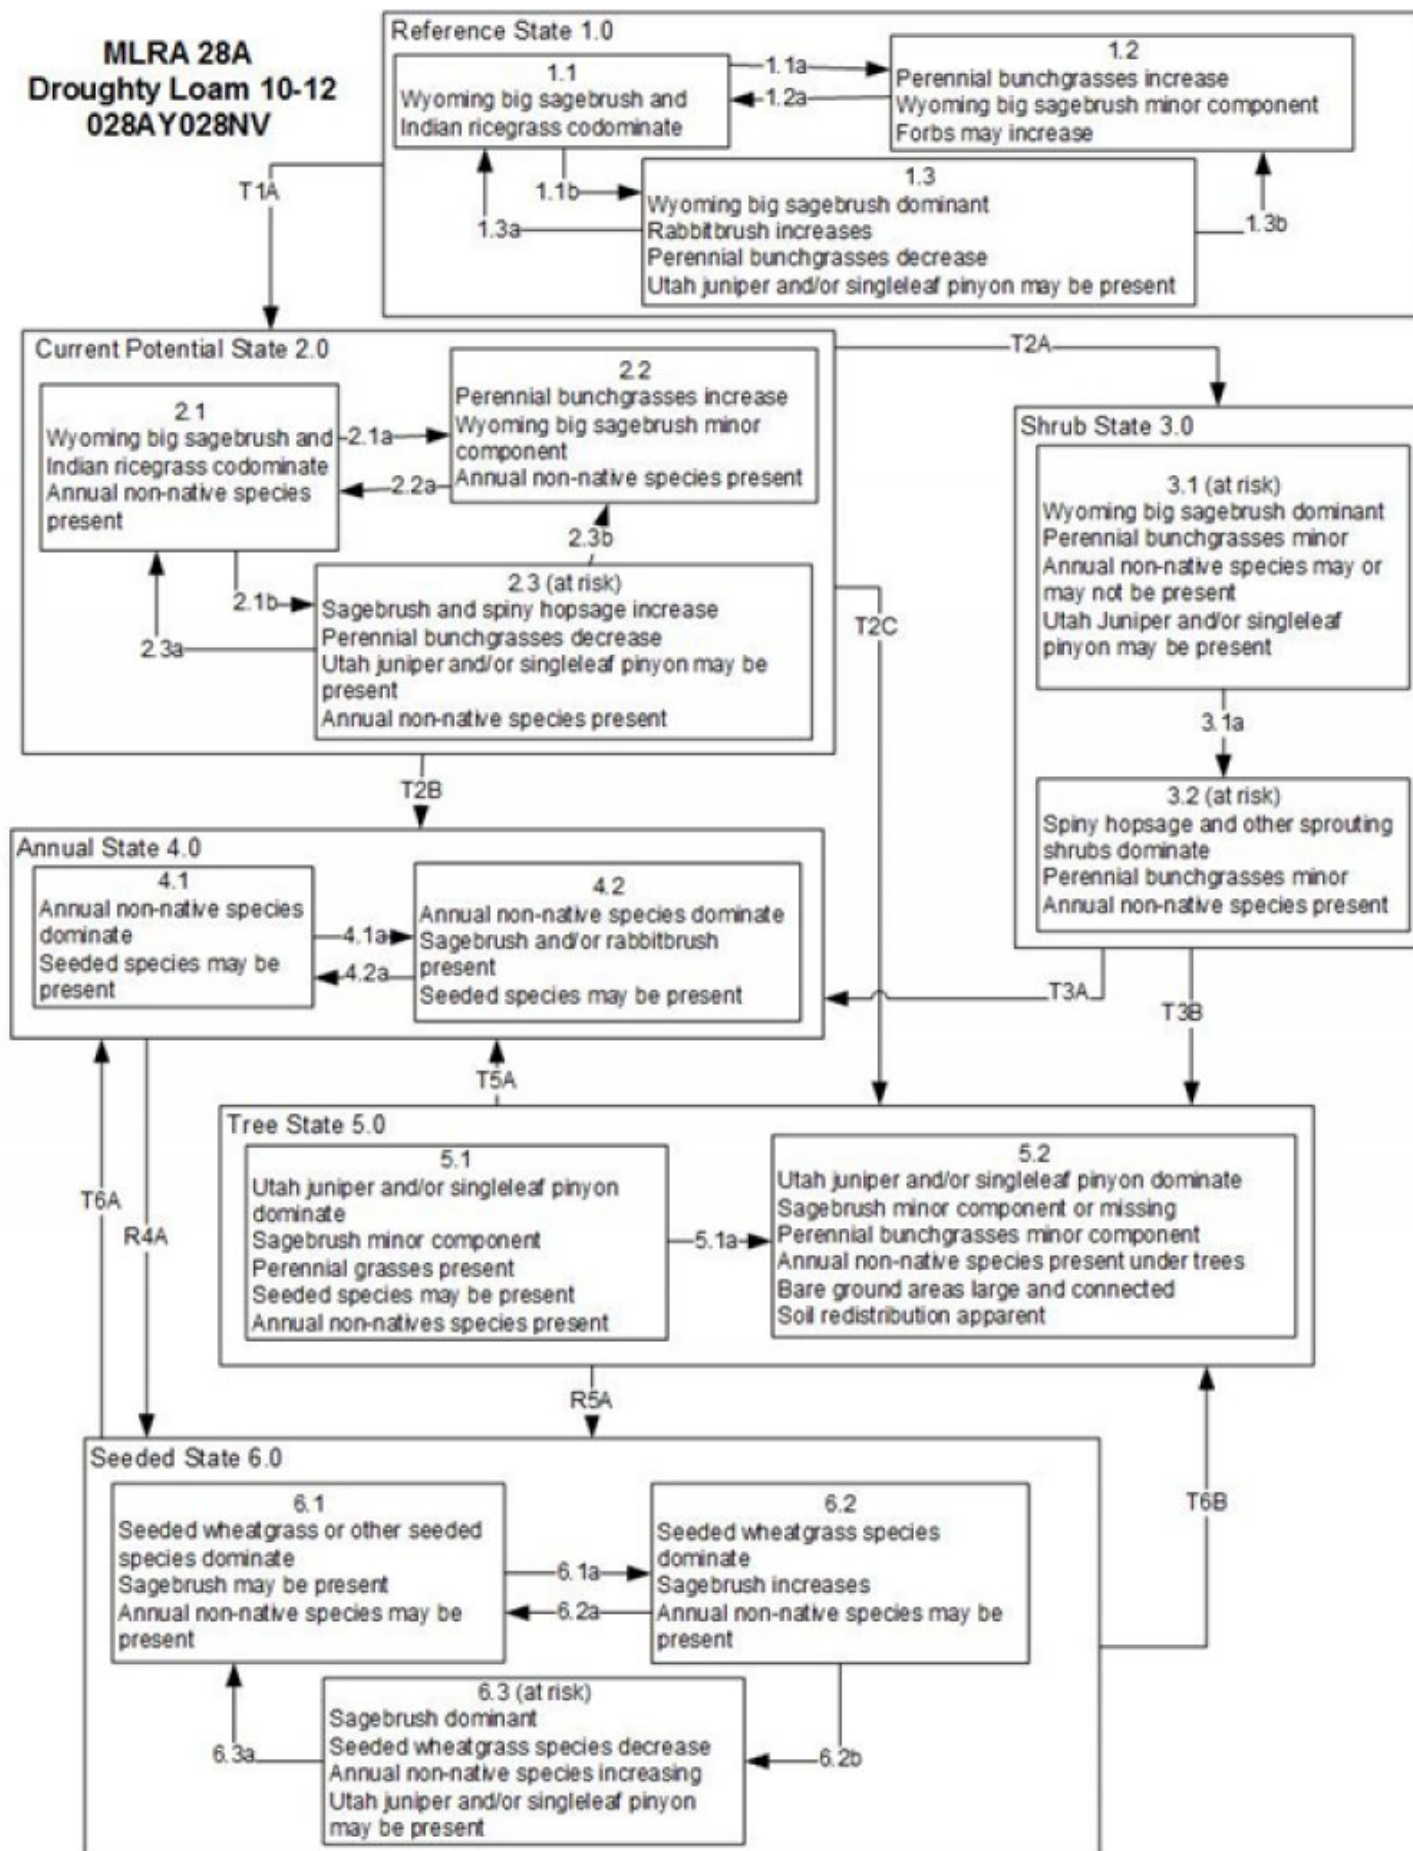 MLRA 28A
Droughty Loam 10-12
028AY028NV
Reference State 1.0
1.1
Wyoming big sagebrush and
Indian ricegrass codominate
1.1a
1.2a
1.2
Perennial bunchgrasses increase
Wyoming big sagebrush minor component
Forbs may increase
1.1b
1.3a
1.3
Wyoming big sagebrush dominant
Rabbitbrush increases
Perennial bunchgrasses decrease
Utah juniper and/or singleleaf pinyon may be present
1.3b
T1A
Current Potential State 2.0
2.1
Wyoming big sagebrush and
Indian ricegrass codominate
Annual non-native species
present
2.1a
2.2a
2.2
Perennial bunchgrasses increase
Wyoming big sagebrush minor
component
Annual non-native species present
2.3b
2.1b
2.3a
2.3 (at risk)
Sagebrush and spiny hopsage increase
Perennial bunchgrasses decrease
Utah juniper and/or singleleaf pinyon may be
present
Annual non-native species present
T2A
T2C
T2B
Shrub State 3.0
3.1 (at risk)
Wyoming big sagebrush dominant
Perennial bunchgrasses minor
Annual non-native species may or
may not be present
Utah Juniper and/or singleleaf
pinyon may be present
3.1a
3.2 (at risk)
Spiny hopsage and other sprouting
shrubs dominate
Perennial bunchgrasses minor
Annual non-native species present
Annual State 4.0
4.1
Annual non-native species
dominate
Seeded species may be
present
4.1a
4.2a
4.2
Annual non-native species dominate
Sagebrush and/or rabbitbrush
present
Seeded species may be present
T3A
T3B
T5A
T6A
R4A
Tree State 5.0
5.1
Utah juniper and/or singleleaf pinyon
dominate
Sagebrush minor component
Perennial grasses present
Seeded species may be present
Annual non-natives species present
5.1a
5.2
Utah juniper and/or singleleaf pinyon dominate
Sagebrush minor component or missing
Perennial bunchgrasses minor component
Annual non-native species present under trees
Bare ground areas large and connected
Soil redistribution apparent
R5A
T6B
Seeded State 6.0
6.1
Seeded wheatgrass or other seeded
species dominate
Sagebrush may be present
Annual non-native species may be
present
6.1a
6.2a
6.2
Seeded wheatgrass species
dominate
Sagebrush increases
Annual non-native species may be
present
6.3a
6.3 (at risk)
Sagebrush dominant
Seeded wheatgrass species decrease
Annual non-native species increasing
Utah juniper and/or singleleaf pinyon
may be present
6.2b